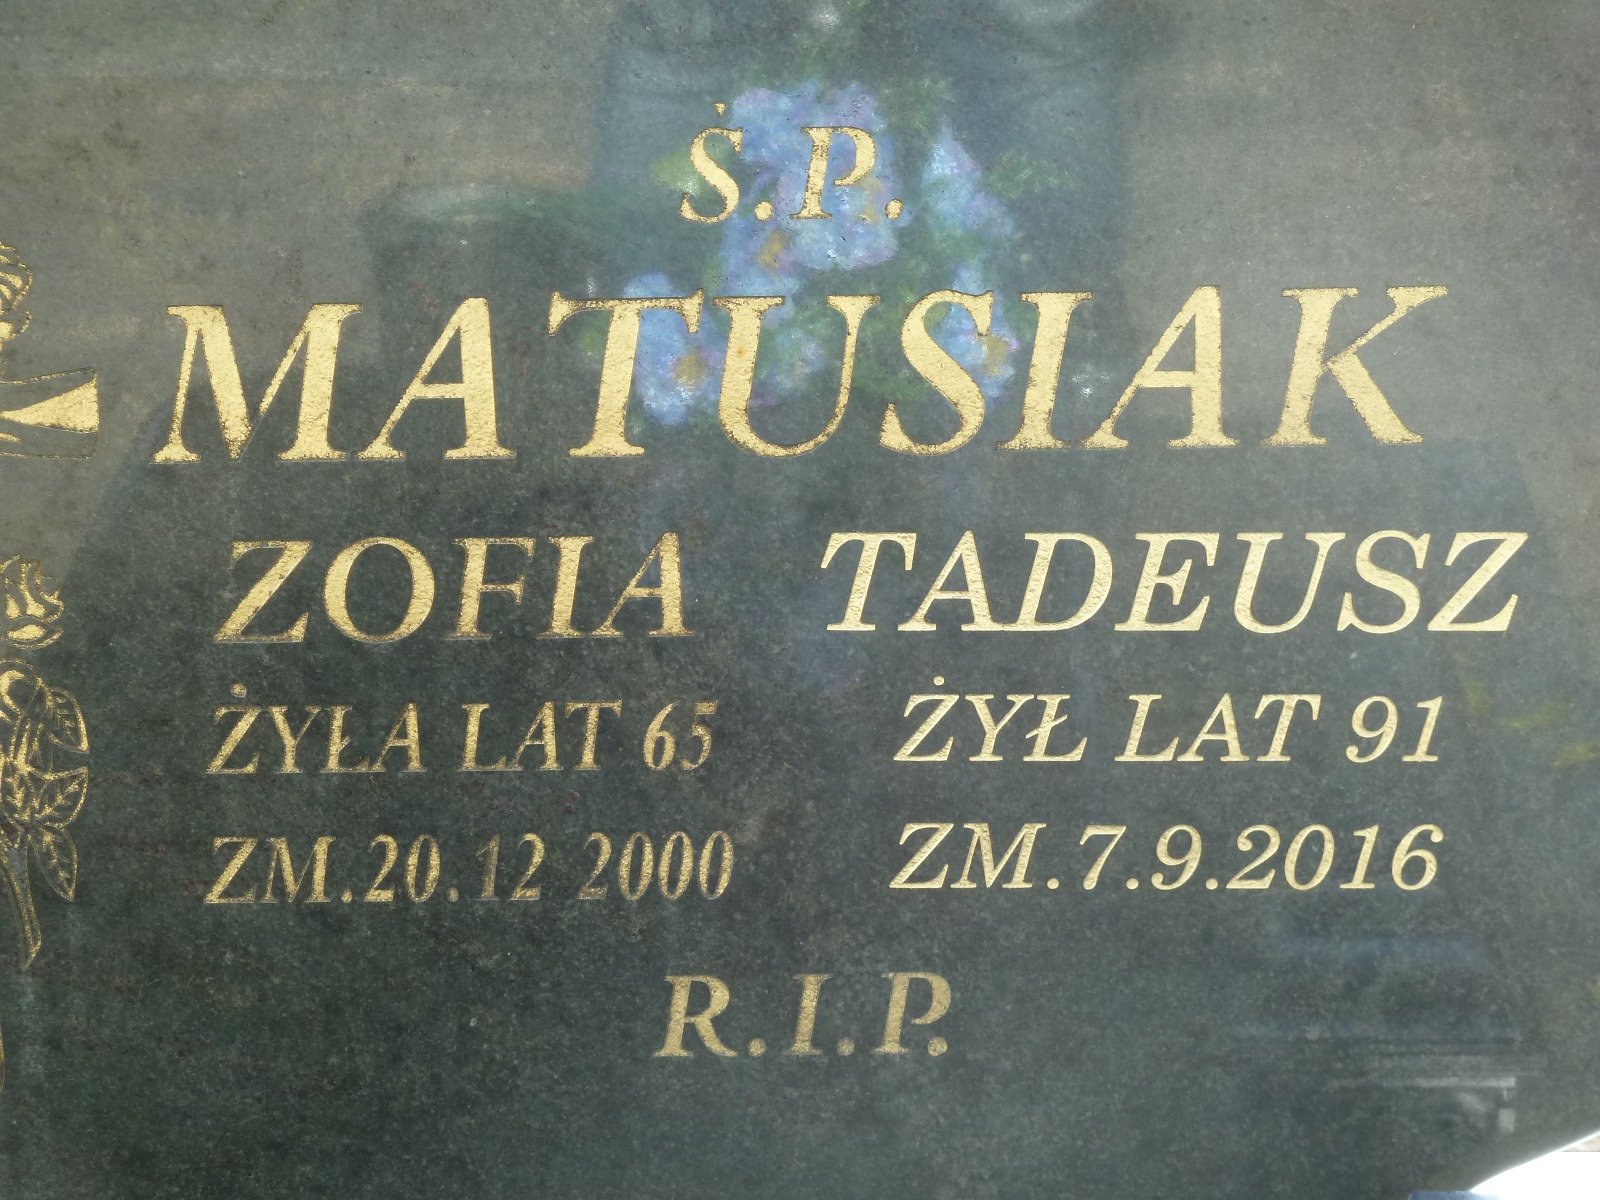 Ś.P.
MATUSIAK
ZOFIA TADEUSZ
ŻYŁA LAT 65 ŻYŁ LAT 91
ZM.20.12 2000 ZM.7.9.2016
R.I.P.